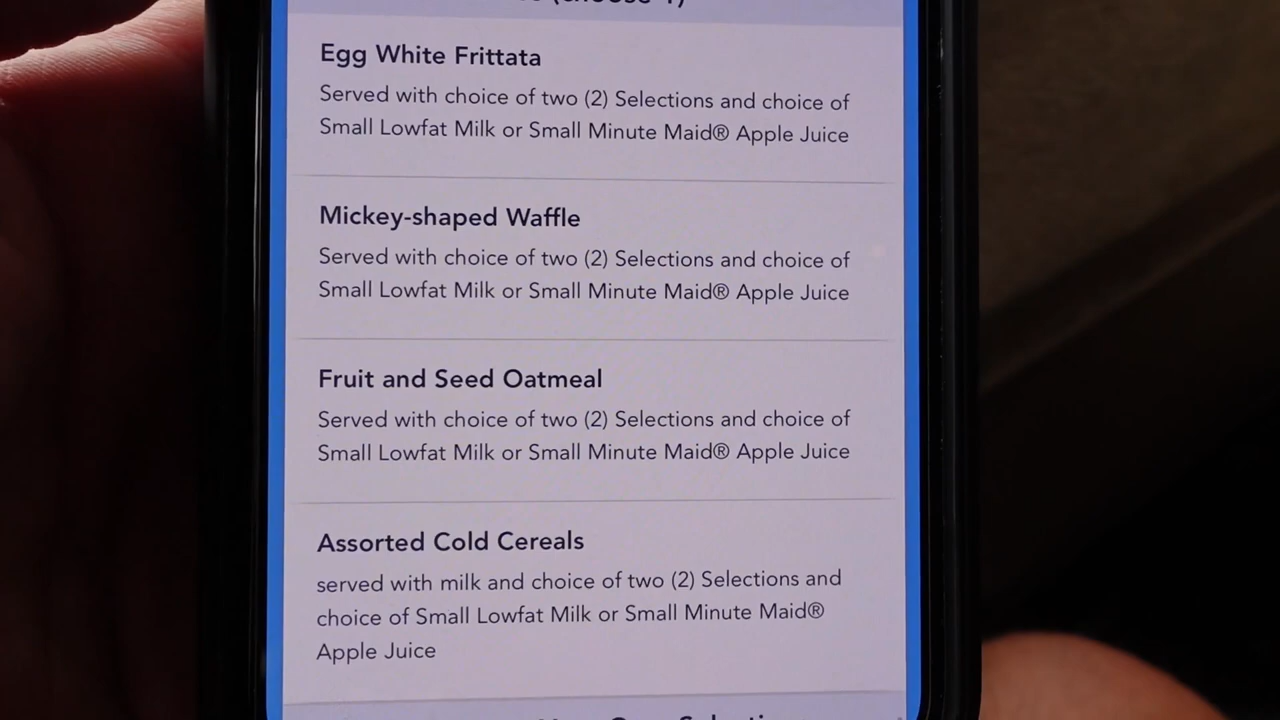 (choose 1)
Egg White Frittata
Served with choice of two (2) Selections and choice of
Small Lowfat Milk or Small Minute Maid® Apple Juice
Mickey-shaped Waffle
Served with choice of two (2) Selections and choice of
Small Lowfat Milk or Small Minute Maid® Apple Juice
Fruit and Seed Oatmeal
Served with choice of two (2) Selections and choice of
Small Lowfat Milk or Small Minute Maid® Apple Juice
Assorted Cold Cereals
served with milk and choice of two (2) Selections and
choice of Small Lowfat Milk or Small Minute Maid®
Apple Juice